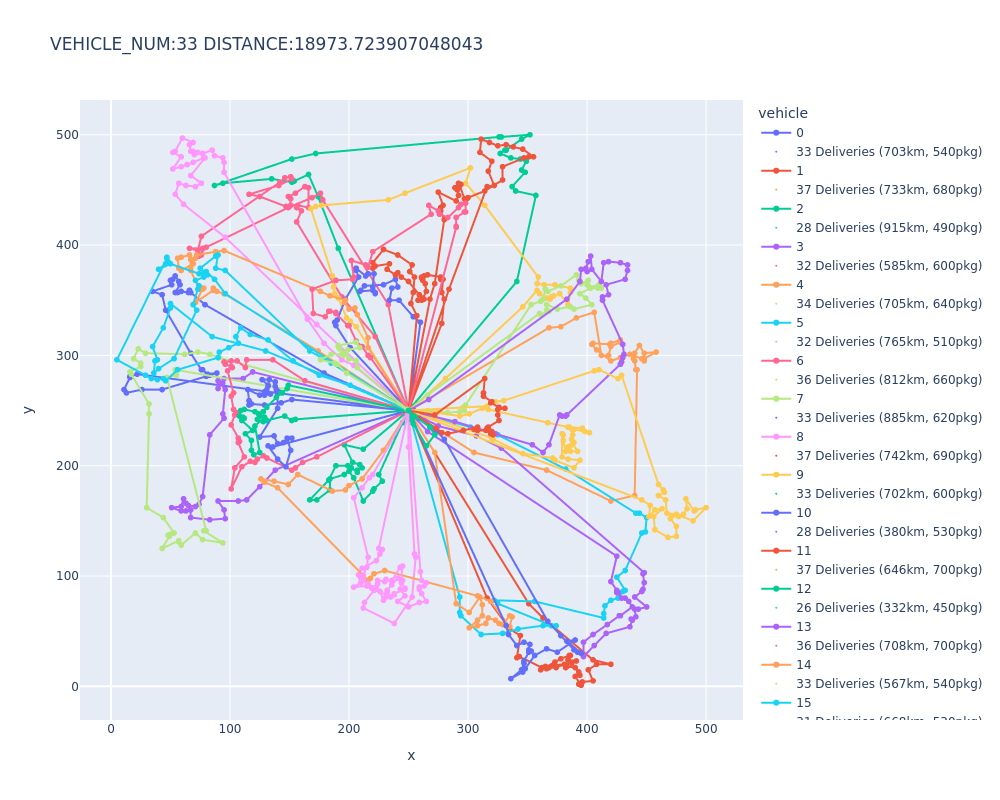 VEHICLE_NUM:33 DISTANCE:18973.723907048043
vehicle
0
33 Deliveries (703km, 540pkg)
1
37 Deliveries (733km, 680pkg)
2
28 Deliveries (915km, 490pkg)
3
32 Deliveries (585km, 600pkg)
4
34 Deliveries (705km, 640pkg)
5
32 Deliveries (765km, 510pkg)
6
36 Deliveries (812km, 660pkg)
7
33 Deliveries (885km, 620pkg)
8
37 Deliveries (742km, 690pkg)
9
33 Deliveries (702km, 600pkg)
10
28 Deliveries (380km, 530pkg)
11
37 Deliveries (646km, 700pkg)
12
26 Deliveries (332km, 450pkg)
13
36 Deliveries (708km, 700pkg)
14
33 Deliveries (567km, 540pkg)
15
500
400
300
200
100
0
y
0 100 200 300 400 500
x